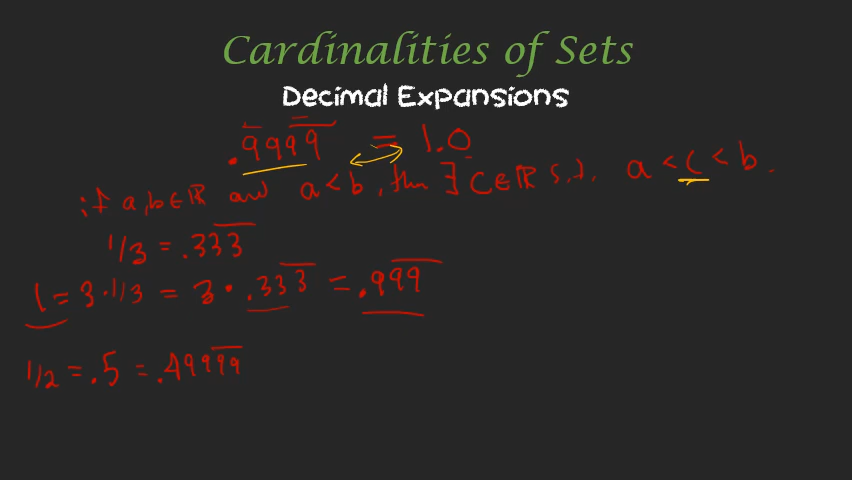 Cardinalities of Sets
Decimal Expansions
.9999̅ = 1.0
if a,b∈ℝ and a<b, then ∃ C∈ℝ s.t. a < c < b.
1/3 = .333̅
1 = 3·1/3 = 3 · .333̅ = .999̅
1/2 = .5 = .49999̅